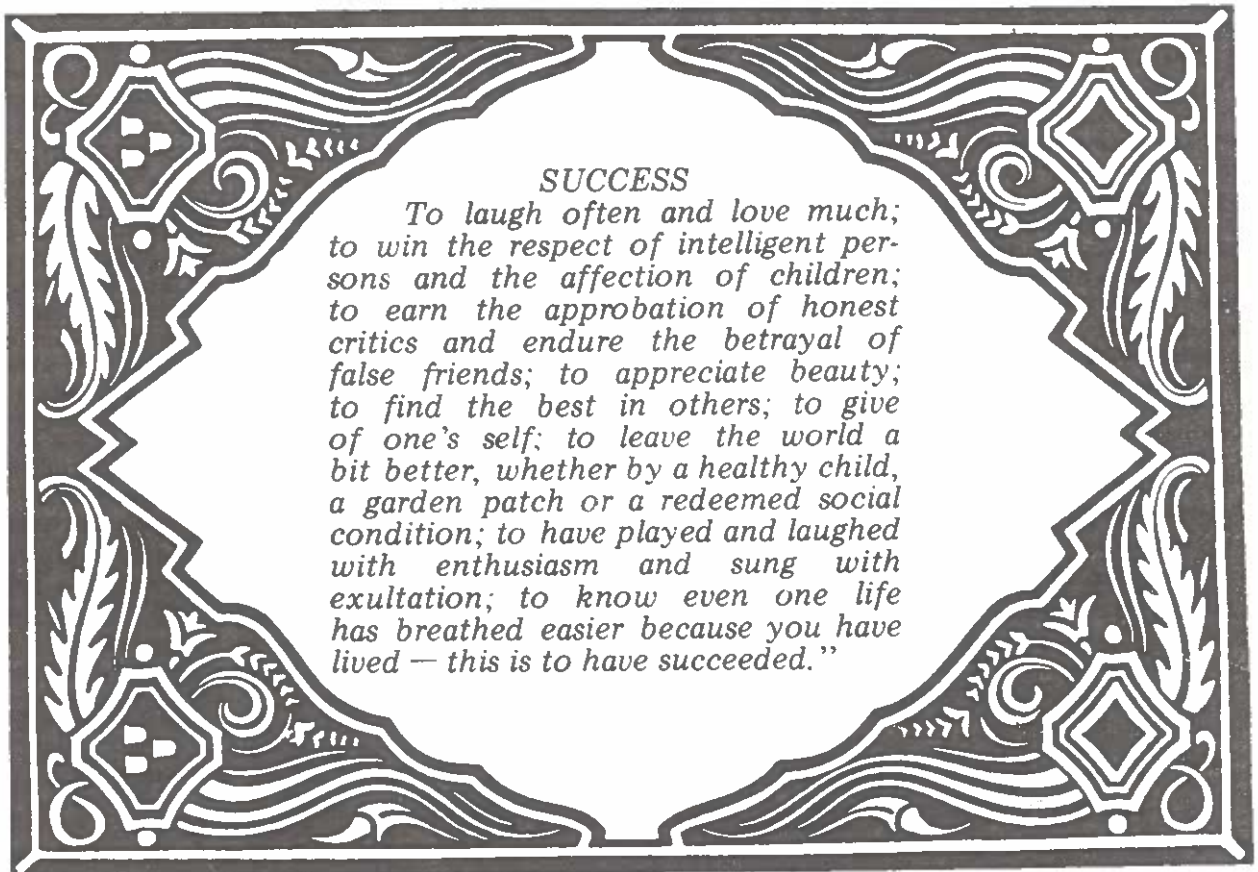 SUCCESS
To laugh often and love much;
to win the respect of intelligent per-
sons and the affection of children;
to earn the approbation of honest
critics and endure the betrayal of
false friends; to appreciate beauty;
to find the best in others; to give
of one's self; to leave the world a
bit better, whether by a healthy child,
a garden patch or a redeemed social
condition; to have played and laughed
with enthusiasm and sung with
exultation; to know even one life
has breathed easier because you have
lived — this is to have succeeded.”